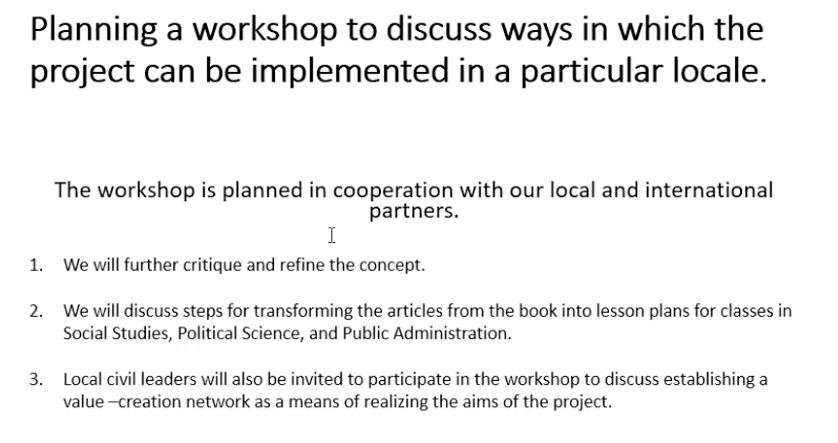 Planning a workshop to discuss ways in which the
project can be implemented in a particular locale.
The workshop is planned in cooperation with our local and international
partners.
1. We will further critique and refine the concept.
2. We will discuss steps for transforming the articles from the book into lesson plans for classes in
Social Studies, Political Science, and Public Administration.
3. Local civil leaders will also be invited to participate in the workshop to discuss establishing a
value –creation network as a means of realizing the aims of the project.